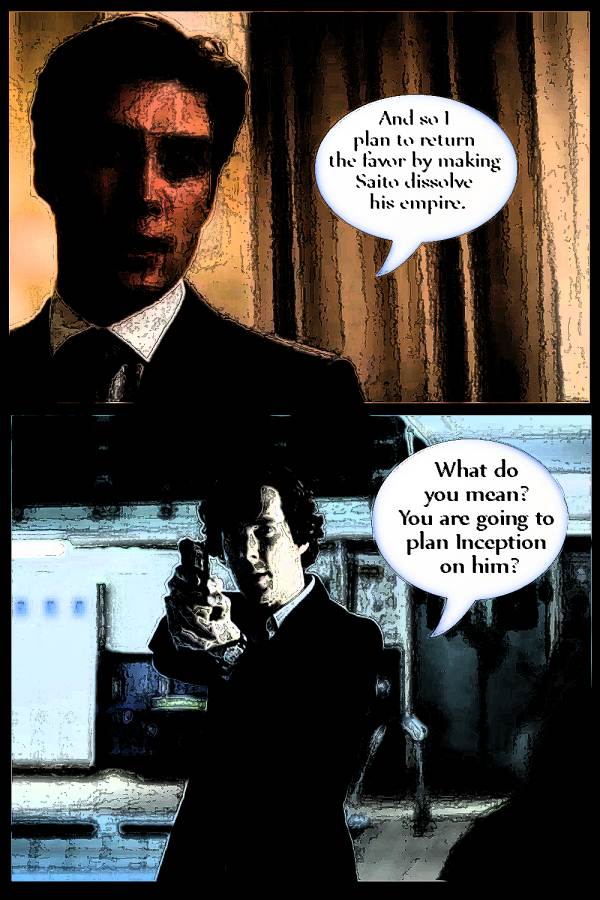 And so I
plan to return
the favor by making
Saito dissolve
his empire.
What do
you mean?
You are going to
plan Inception
on him?